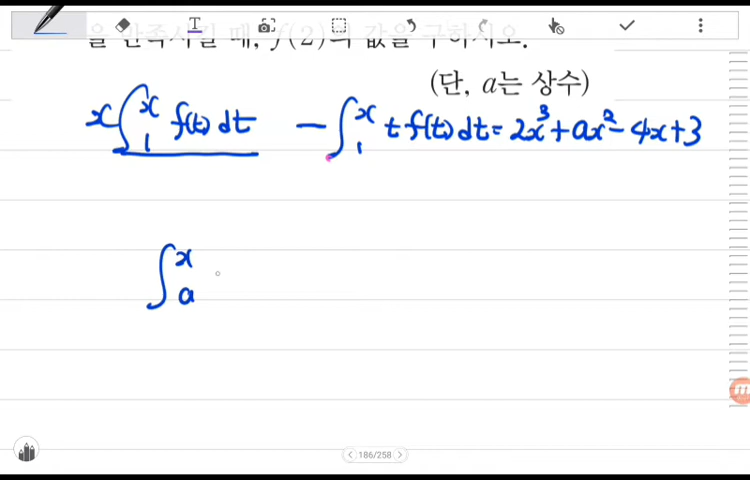 을 만족시킬 때, f(2)의 값을 구하시오.
(단, a는 상수)
x∫₁ˣ f(t) dt - ∫₁ˣ t f(t) dt = 2x³ + ax² - 4x + 3
∫ₐˣ
186/258